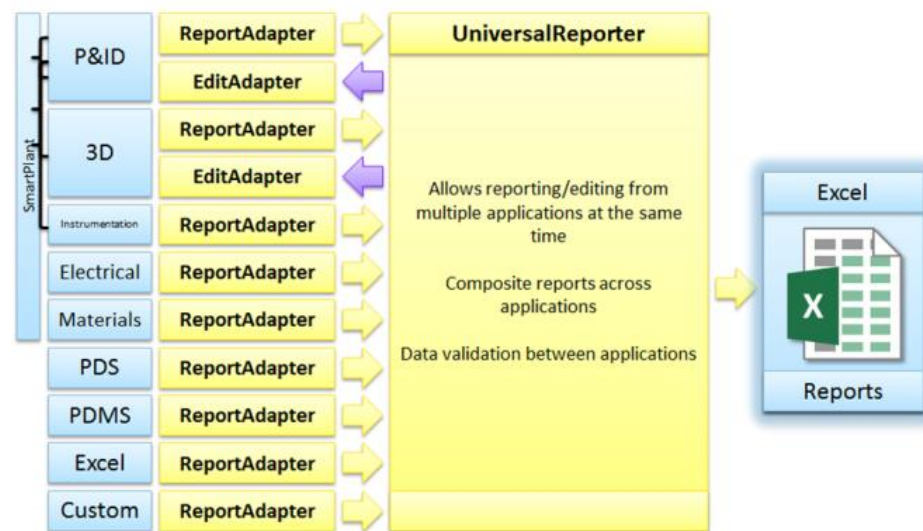 SmartPlant
P&ID
ReportAdapter
UniversalReporter
EditAdapter
3D
ReportAdapter
EditAdapter
Instrumentation
ReportAdapter
Electrical
ReportAdapter
Materials
ReportAdapter
PDS
ReportAdapter
PDMS
ReportAdapter
Excel
ReportAdapter
Custom
ReportAdapter
Allows reporting/editing from
multiple applications at the same
time
Composite reports across
applications
Data validation between applications
Excel
X
Reports